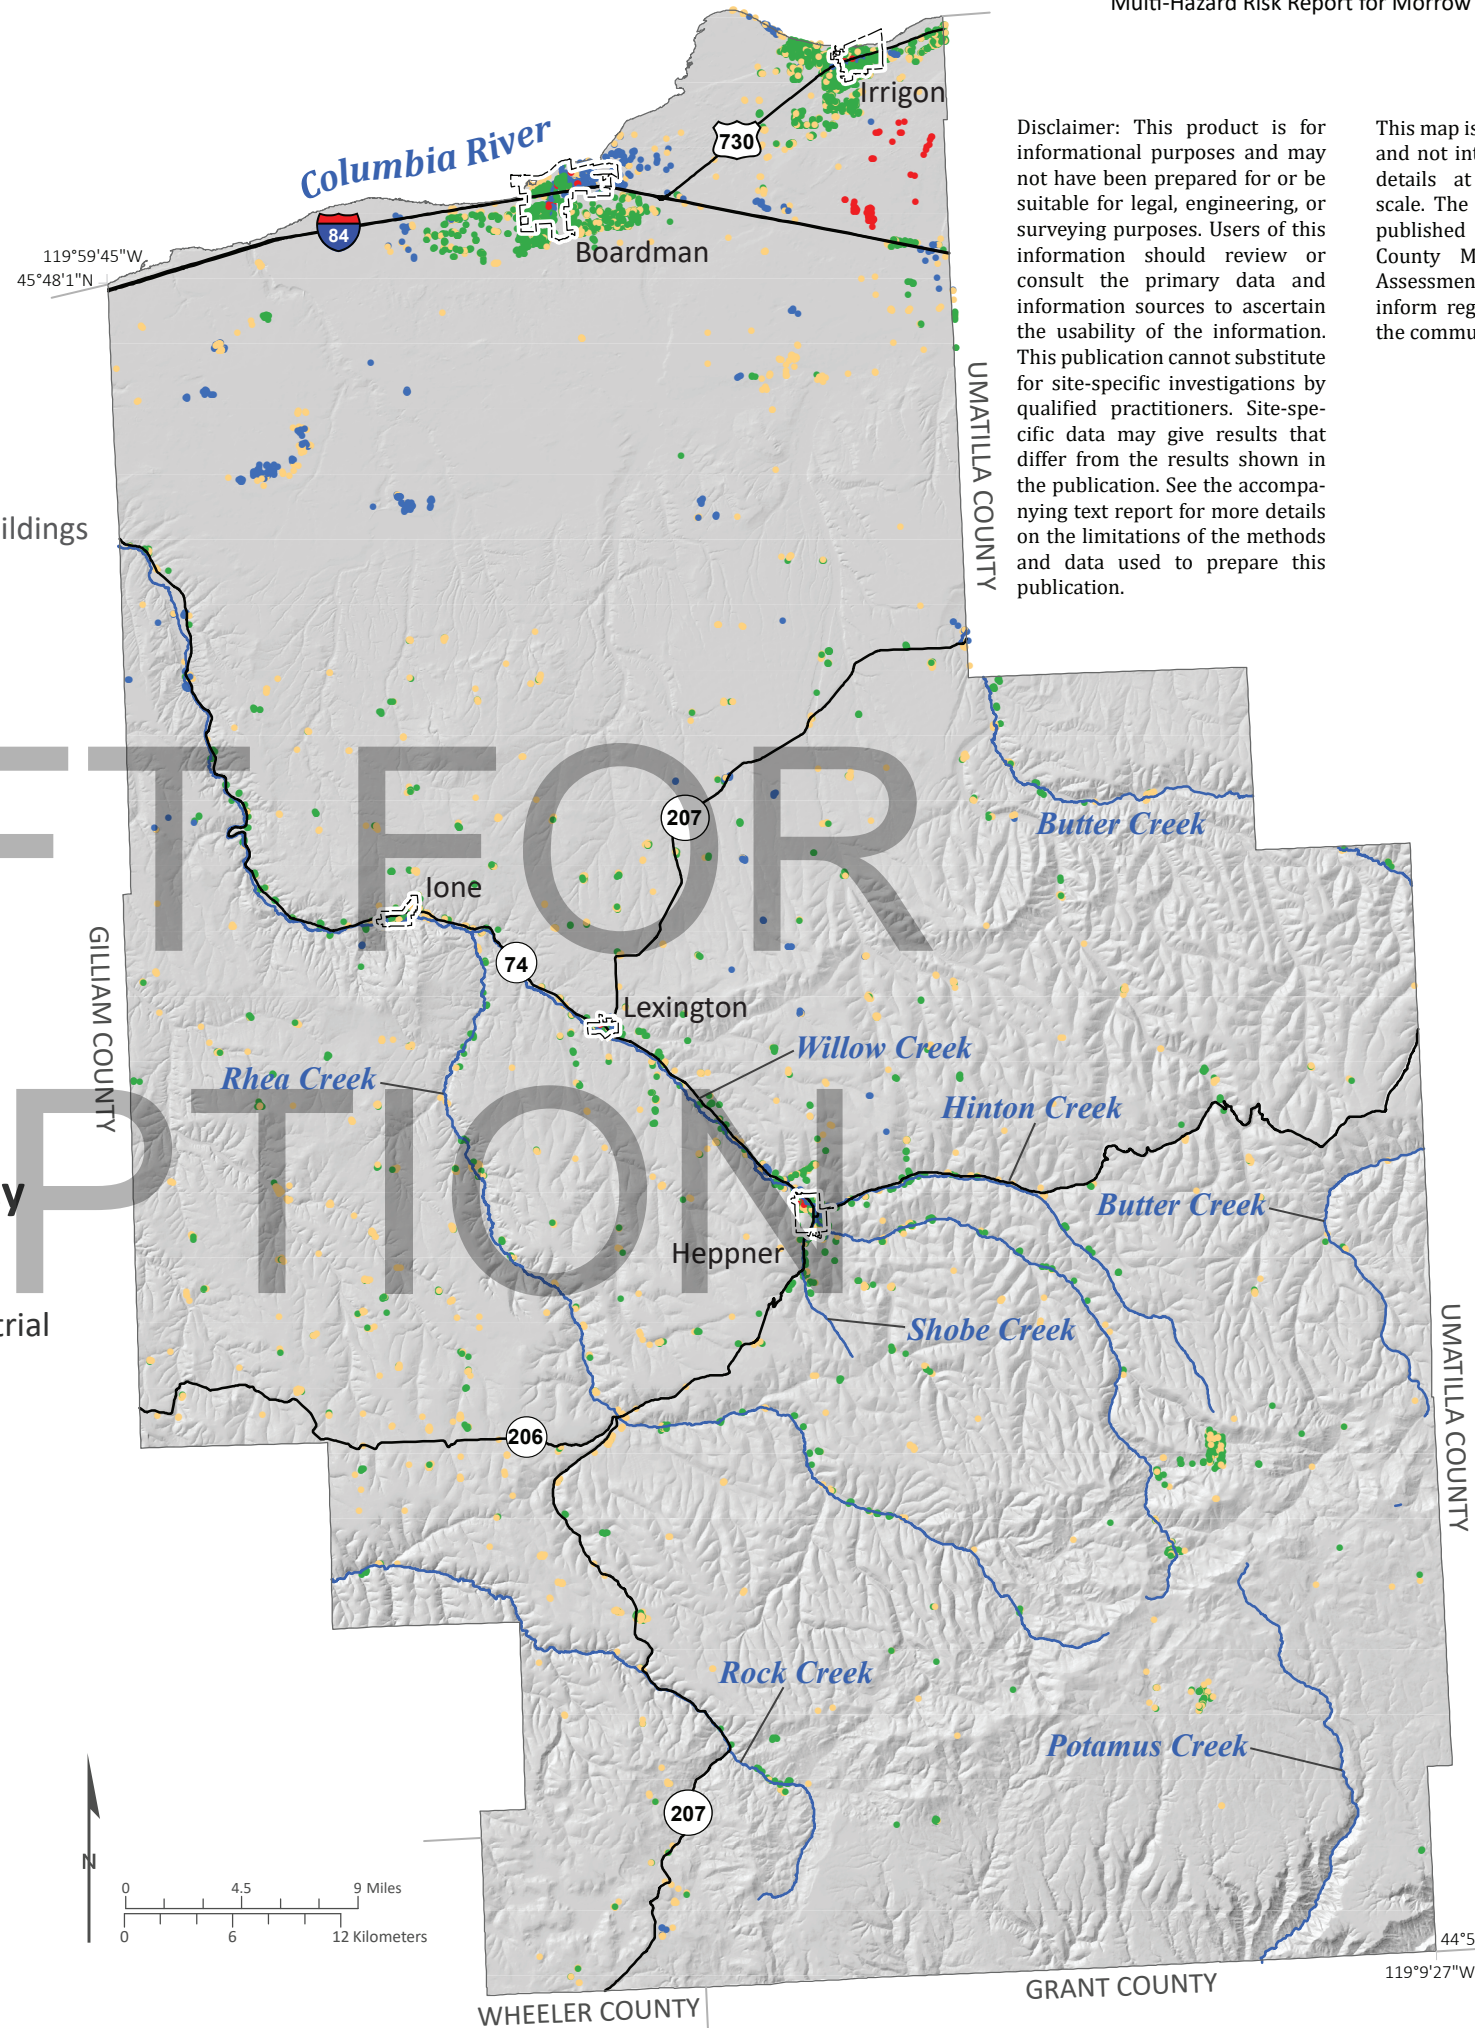 Multi-Hazard Risk Report for Morrow
Irrigon
730
Columbia River
84
Boardman
119°59'45"W
45°48'1"N
Disclaimer: This product is for
informational purposes and may
not have been prepared for or be
suitable for legal, engineering, or
surveying purposes. Users of this
information should review or
consult the primary data and
information sources to ascertain
the usability of the information.
This publication cannot substitute
for site-specific investigations by
qualified practitioners. Site-spe-
cific data may give results that
differ from the results shown in
the publication. See the accompa-
nying text report for more details
on the limitations of the methods
and data used to prepare this
publication.
This map is
and not int
details at
scale. The
published
County M
Assessmen
inform reg
the commu
UMATILLA COUNTY
ildings
FT FOR
207
Butter Creek
Ione
74
GILLIAM COUNTY
Lexington
Willow Creek
Rhea Creek
Hinton Creek
PTION
y
Butter Creek
Heppner
Shobe Creek
trial
UMATILLA COUNTY
206
Rock Creek
Potamus Creek
207
N
0 4.5 9 Miles
0 6 12 Kilometers
44°5
119°9'27"W
GRANT COUNTY
WHEELER COUNTY